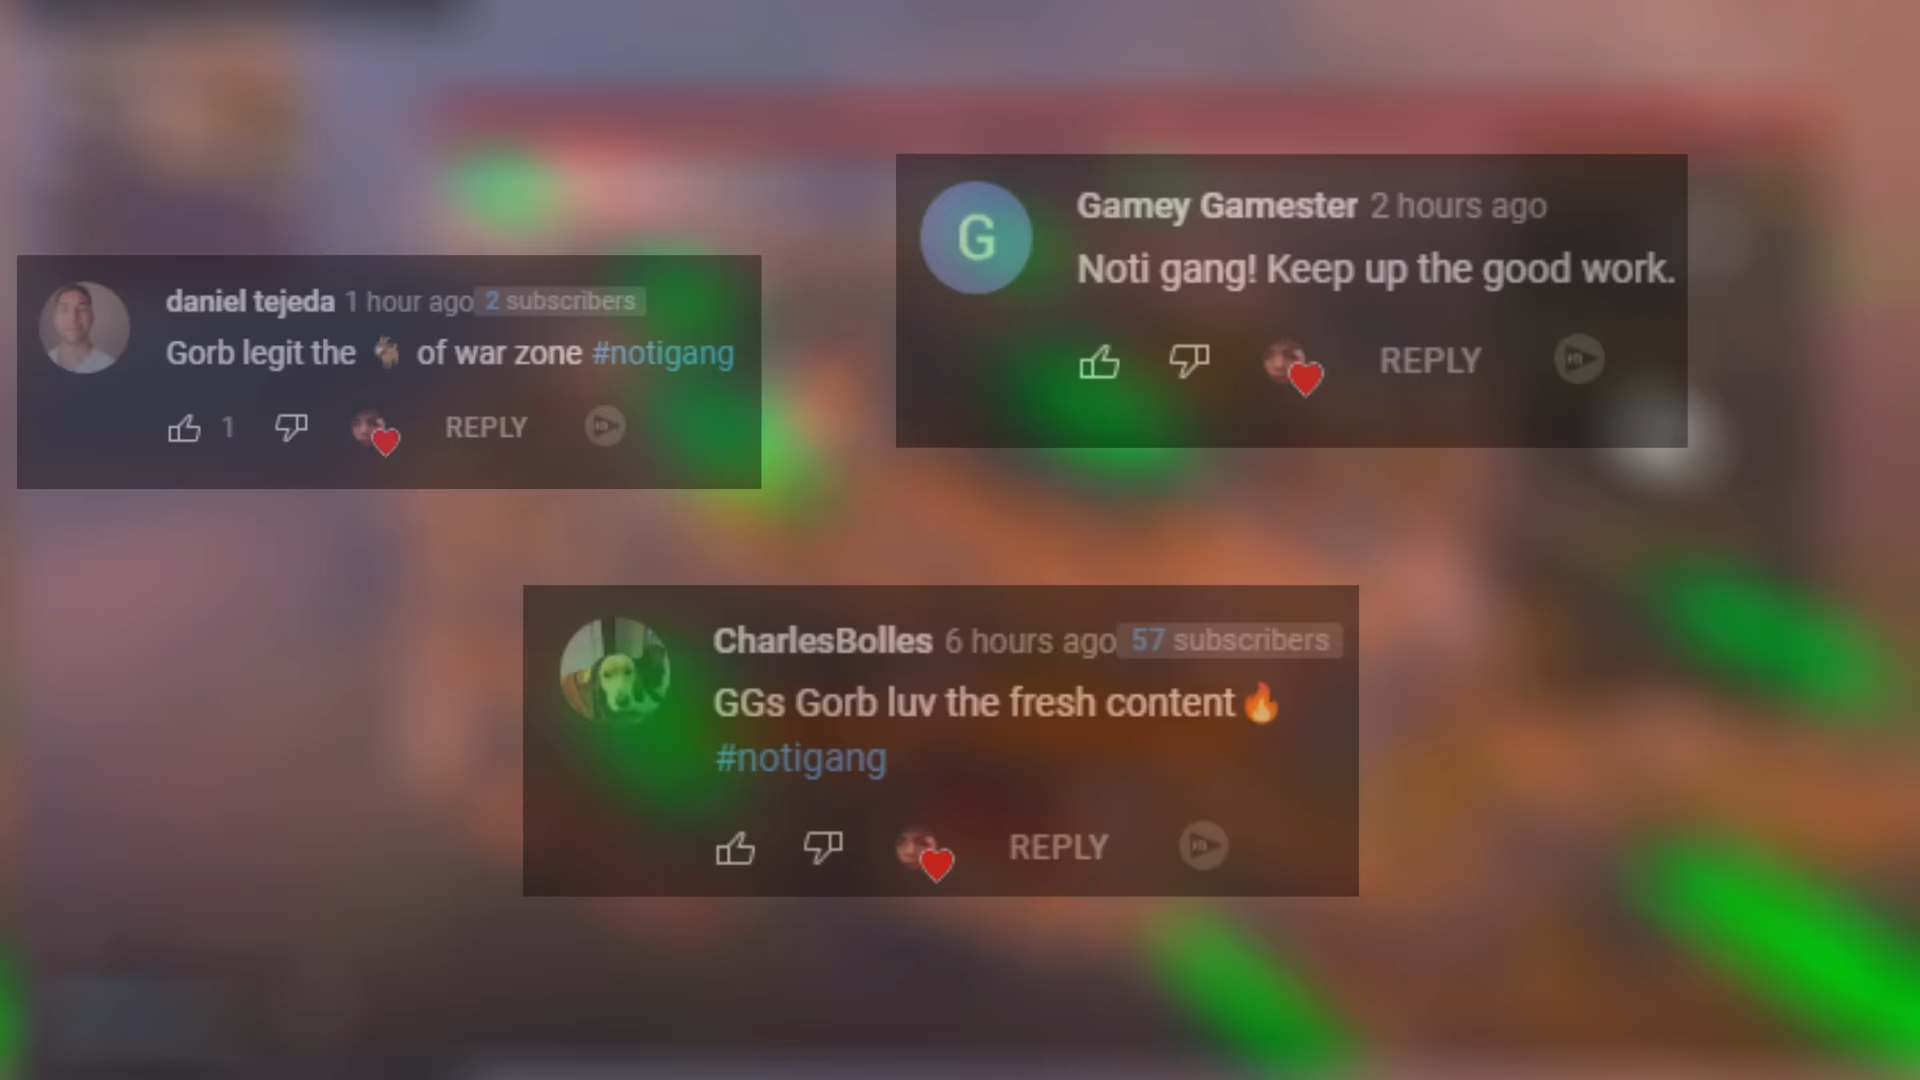 daniel tejeda 1 hour ago 2 subscribers
Gorb legit the 🐐 of war zone #notigang
1 REPLY
G
Gamey Gamester 2 hours ago
Noti gang! Keep up the good work.
REPLY
CharlesBolles 6 hours ago 57 subscribers
GGs Gorb luv the fresh content🔥
#notigang
REPLY